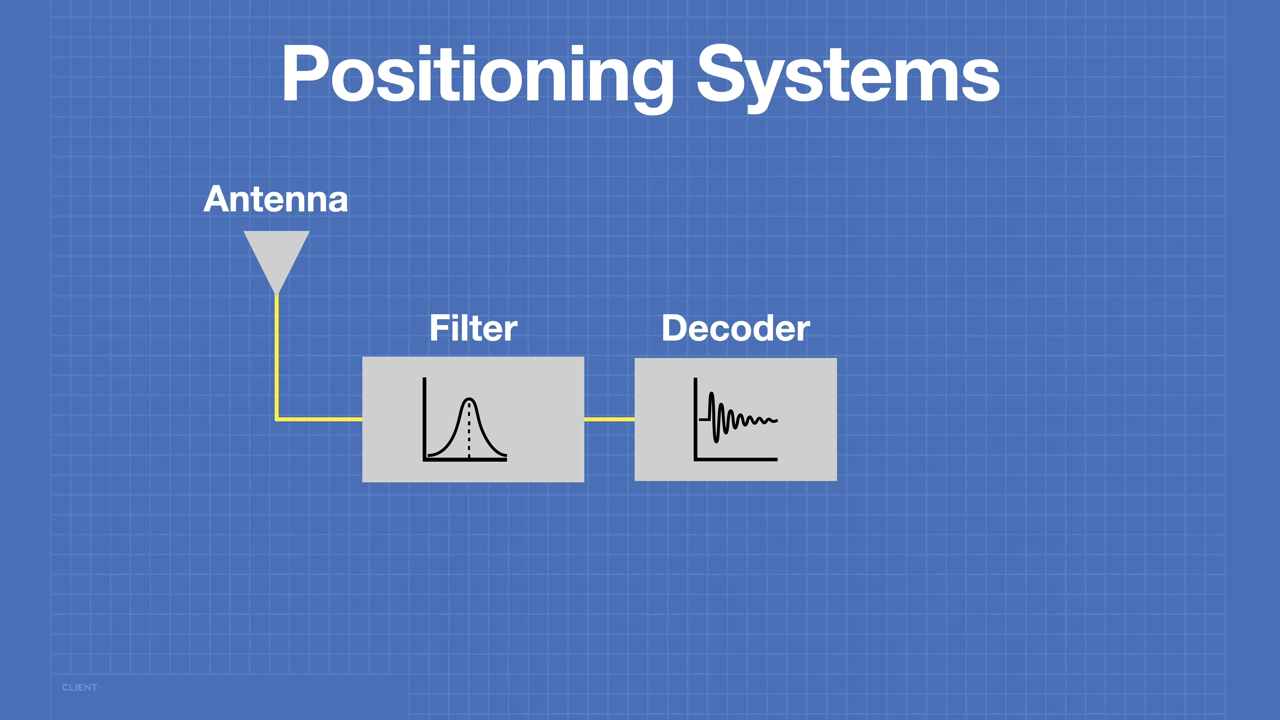 Positioning Systems
Antenna
Filter
Decoder
CLIENT: